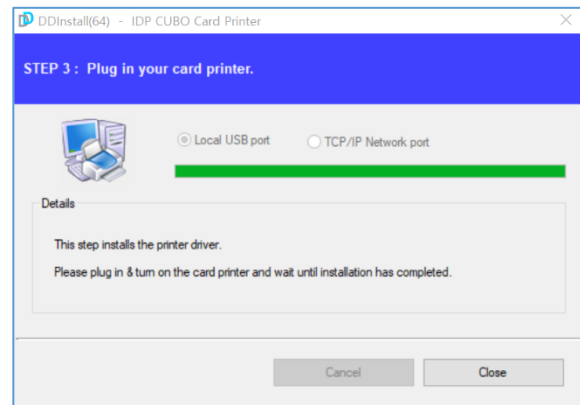 DDInstall(64) - IDP CUBO Card Printer
STEP 3 : Plug in your card printer.
Local USB port
TCP/IP Network port
Details
This step installs the printer driver.
Please plug in & turn on the card printer and wait until installation has completed.
Cancel
Close